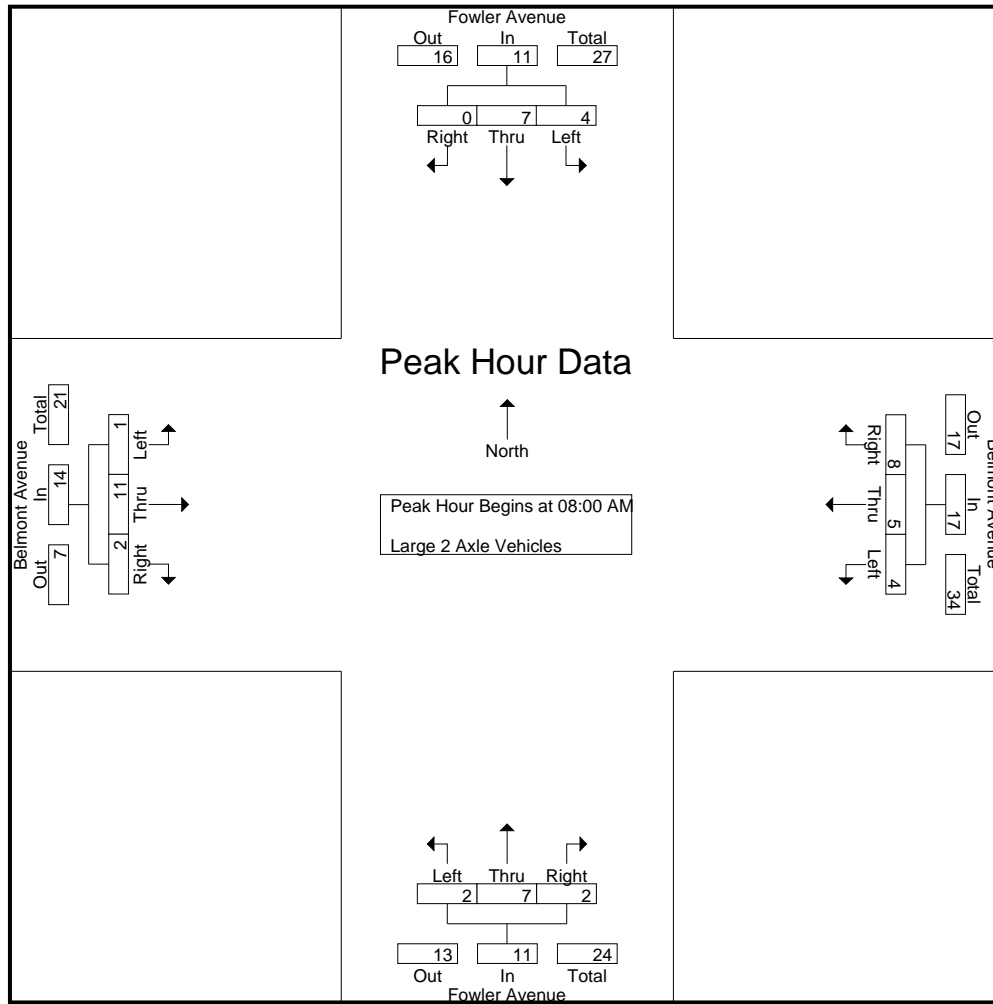 Fowler Avenue
Out In Total
16 11 27
0 7 4
Right Thru Left
Peak Hour Data
North
Peak Hour Begins at 08:00 AM
Large 2 Axle Vehicles
Belmont Avenue
Out In Total
7 14 21
2 11 1
Right Thru Left
Belmont Avenue
Out In Total
17 17 34
8 5 4
Right Thru Left
Left Thru Right
2 7 2
13 11 24
Out In Total
Fowler Avenue